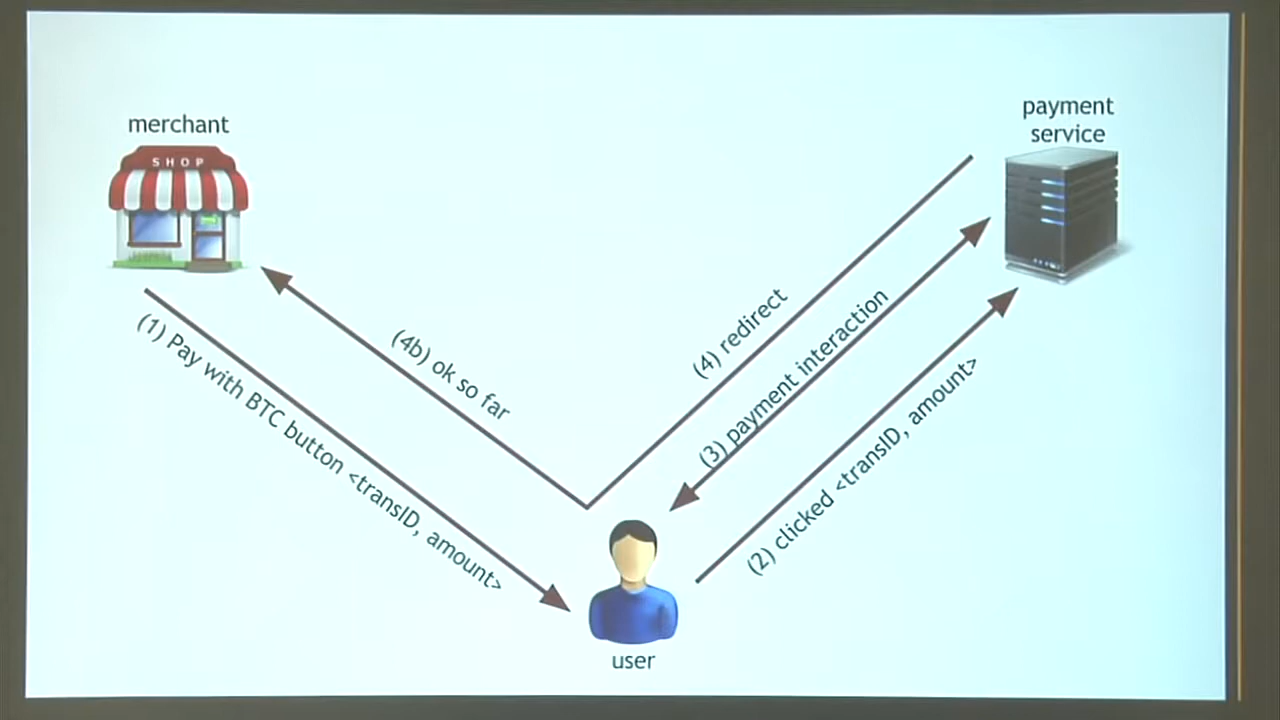 merchant
SHOP
payment
service
(1) Pay with BTC button <transID, amount>
(4b) ok so far
(4) redirect
(3) payment interaction
(2) clicked <transID, amount>
user